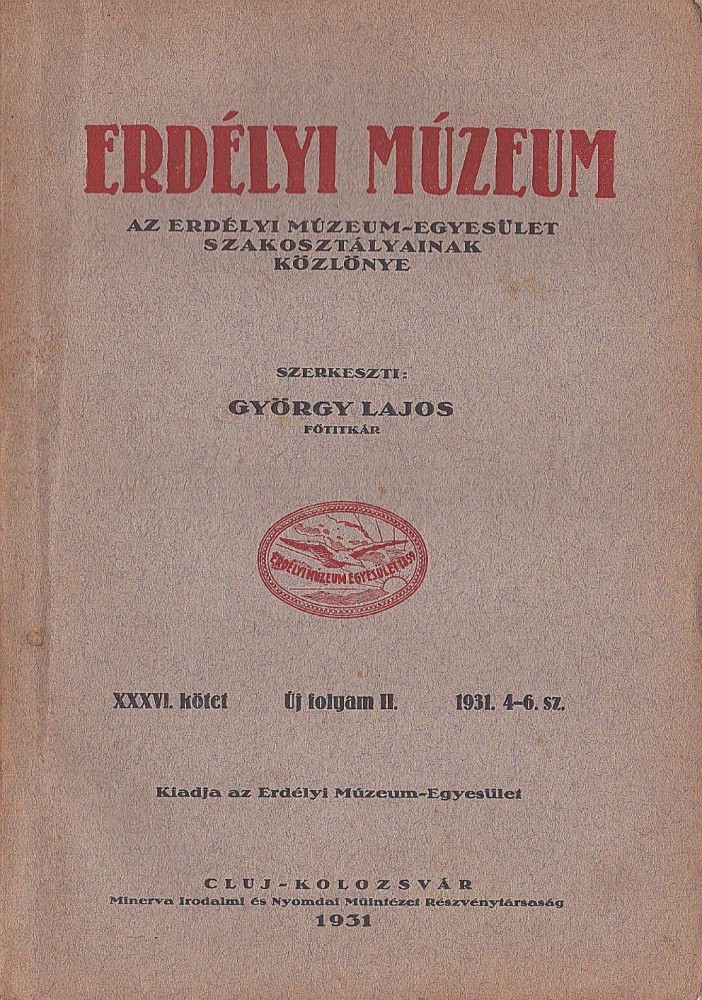 ERDÉLYI MÚZEUM
AZ ERDÉLYI MÚZEUM-EGYESÜLET
SZAKOSZTÁLYAINAK
KÖZLÖNYE
SZERKESZTI:
GYÖRGY LAJOS
FŐTITKÁR
ERDÉLYI MÚZEUM EGYESÜLET 1859
XXXVI. kötet Új folyam II. 1931. 4-6. sz.
Kiadja az Erdélyi Múzeum-Egyesület
CLUJ-KOLOZSVÁR
Minerva Irodalmi és Nyomdai Műintézet Részvénytársaság
1931